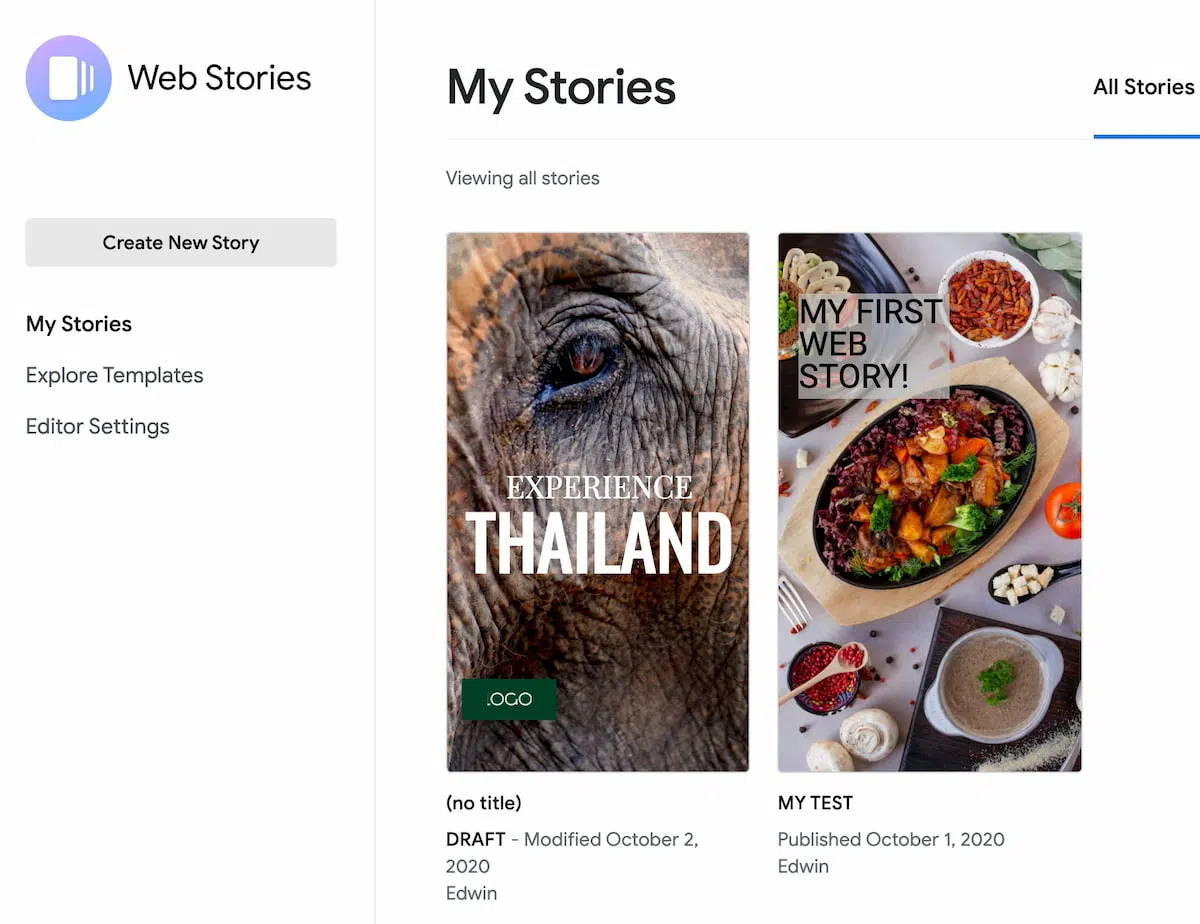 Web Stories
Create New Story
My Stories
Explore Templates
Editor Settings
My Stories
All Stories
Viewing all stories
EXPERIENCE
THAILAND
.OGO
(no title)
DRAFT - Modified October 2,
2020
Edwin
MY FIRST
WEB
STORY!
MY TEST
Published October 1, 2020
Edwin